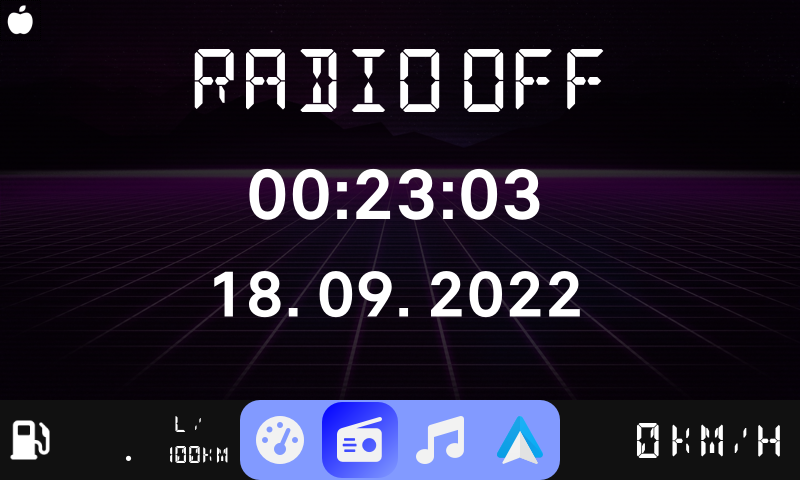 RADIO OFF
00:23:03
18. 09. 2022
.
L/
100KM
0KM/H